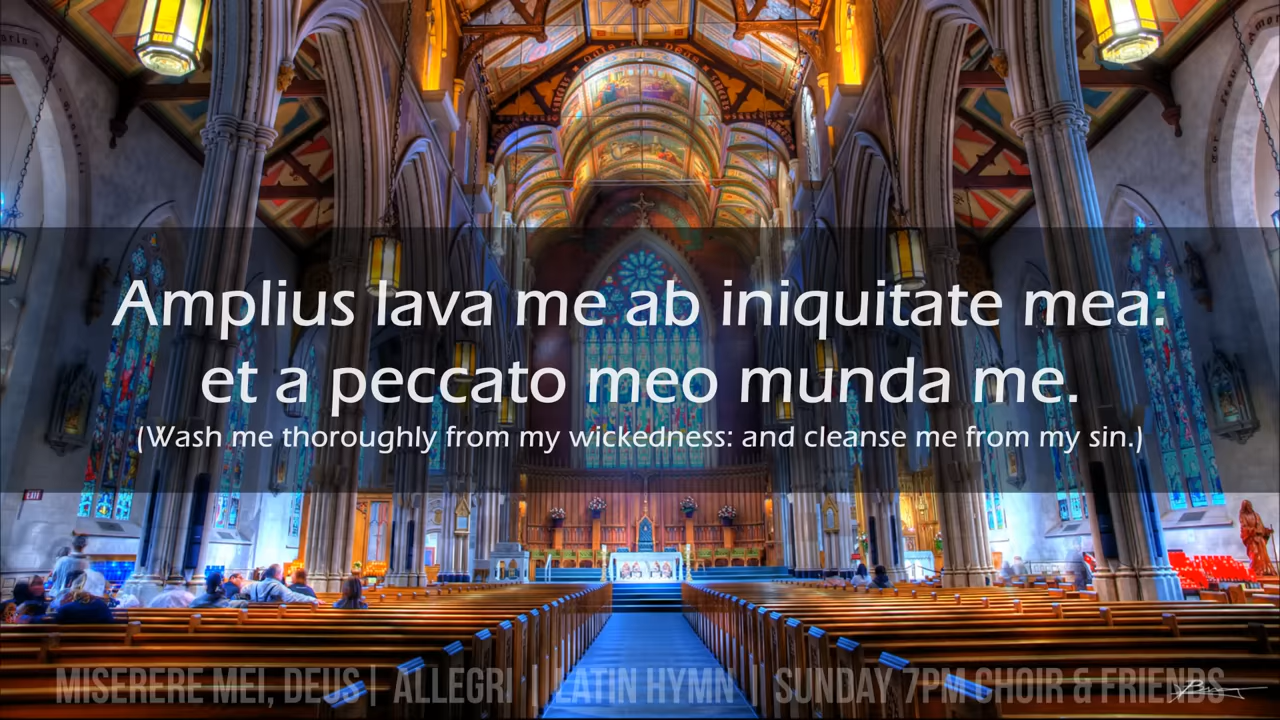 Amplius lava me ab iniquitate mea:
et a peccato meo munda me.
(Wash me thoroughly from my wickedness: and cleanse me from my sin.)
EXIT
MISERERE MEI, DEUS | ALLEGRI | LATIN HYMN | SUNDAY 7PM CHOIR & FRIENDS